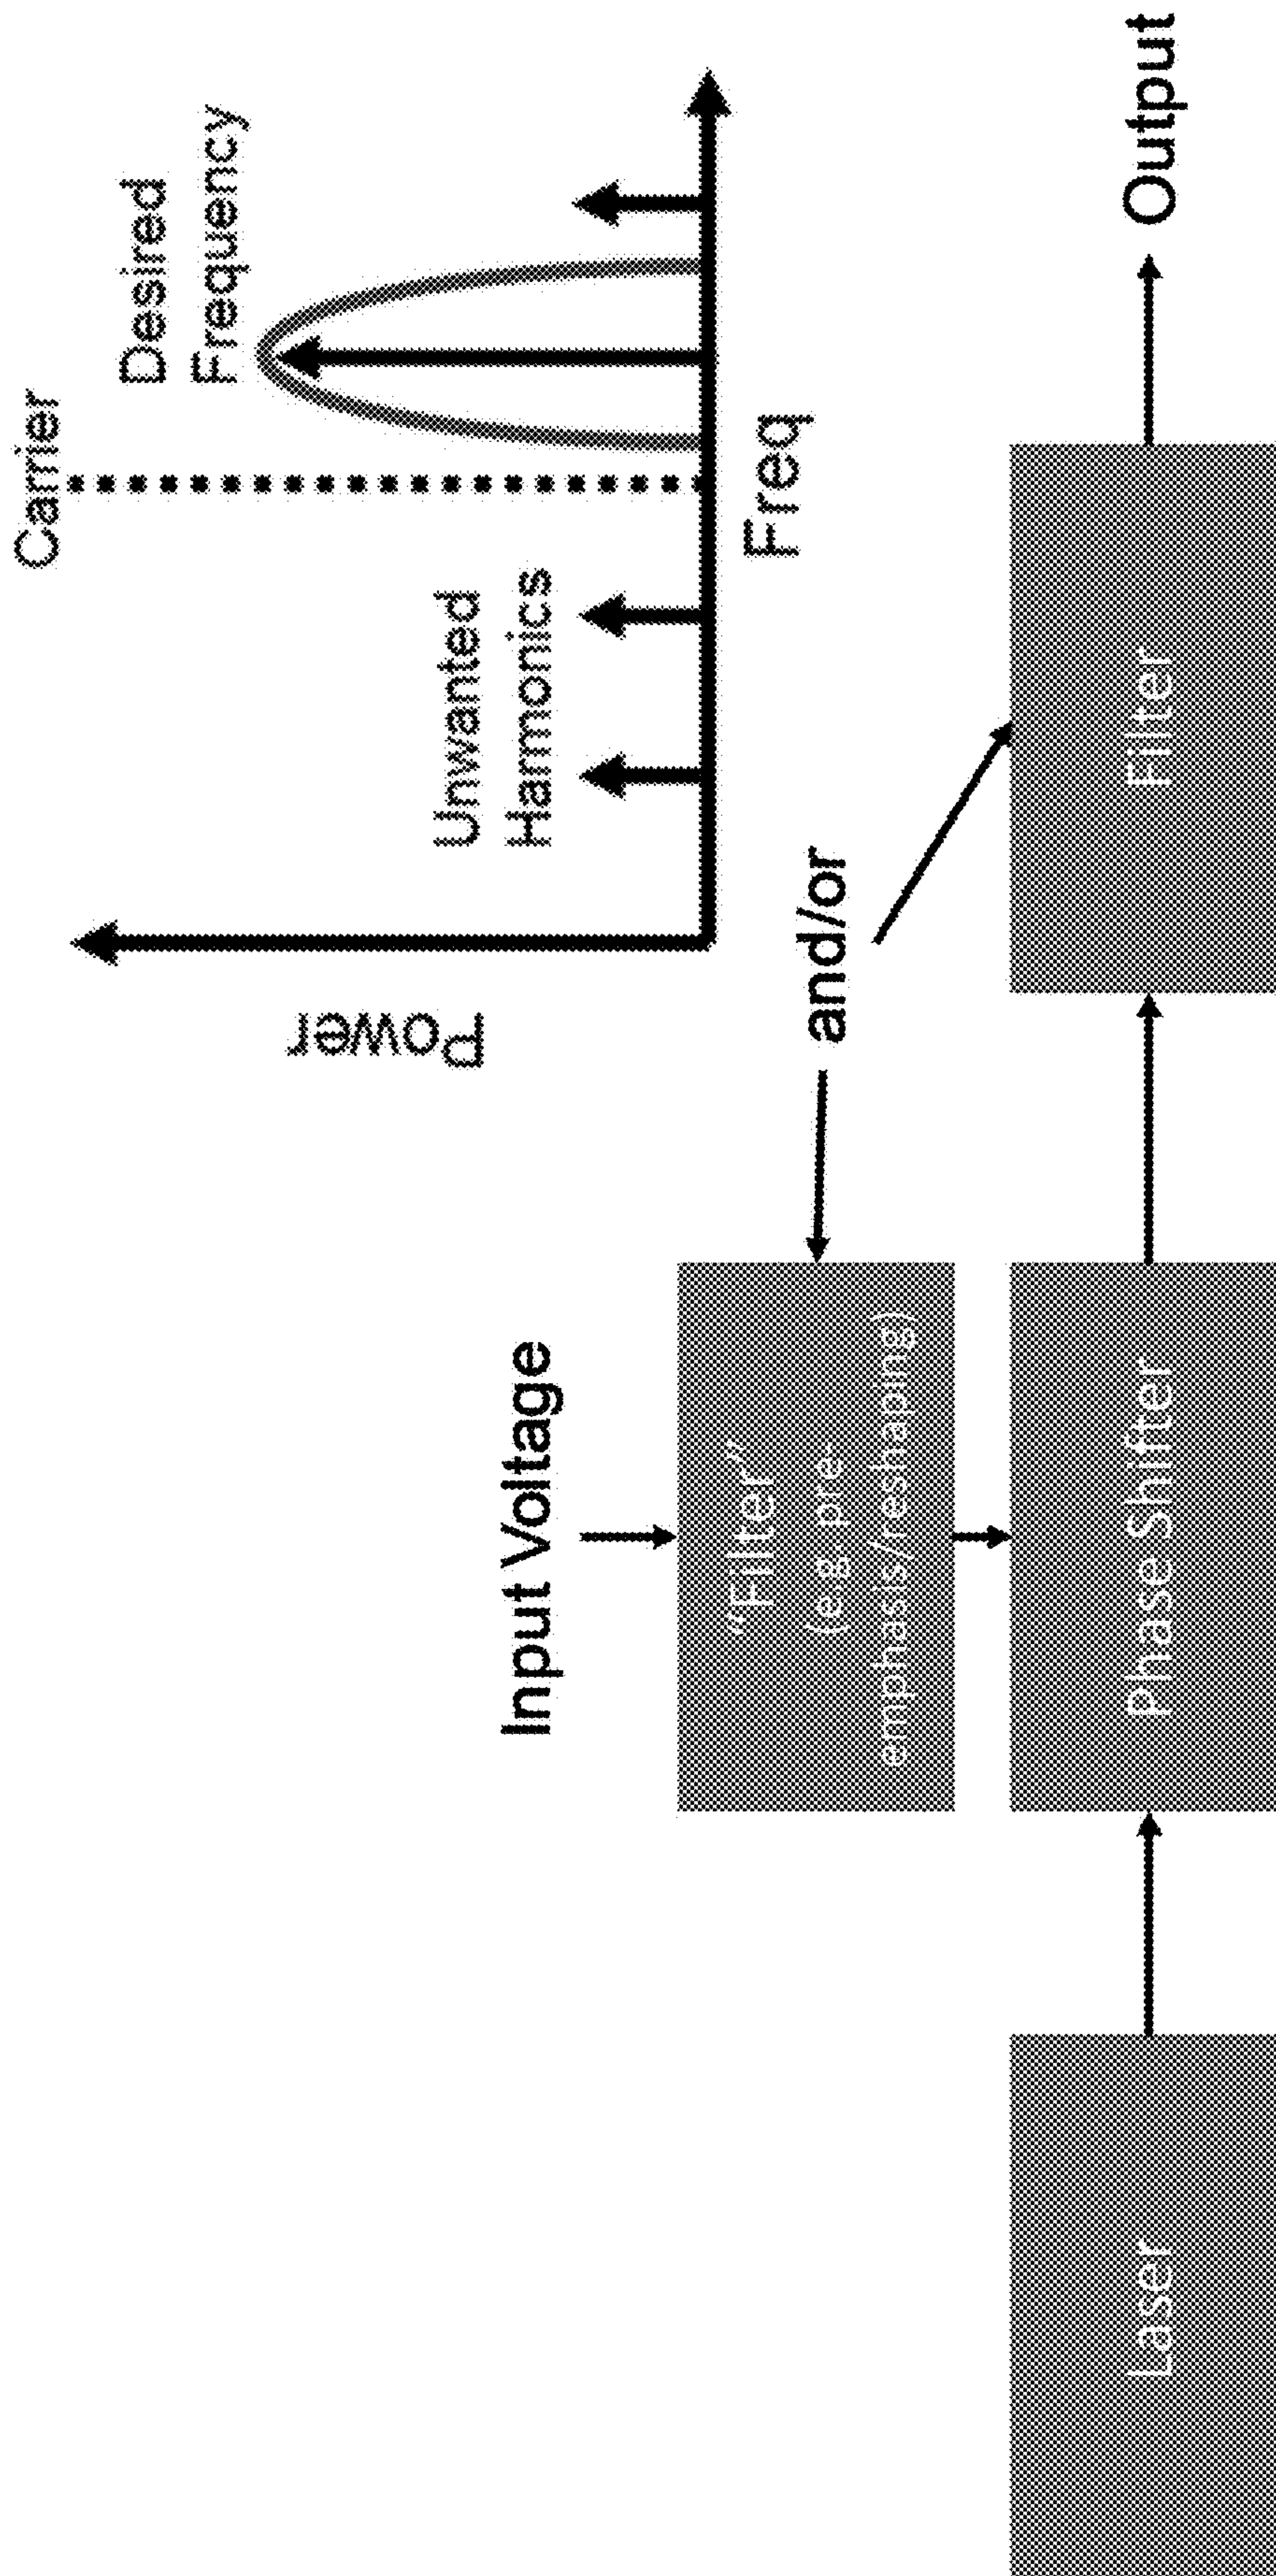 Carrier
Desired
Frequency
Unwanted
Harmonics
Power
Freq
Input Voltage
and/or
“Filter”
(e.g. pre-
emphasis/reshaping)
Laser
Phase Shifter
Filter
Output